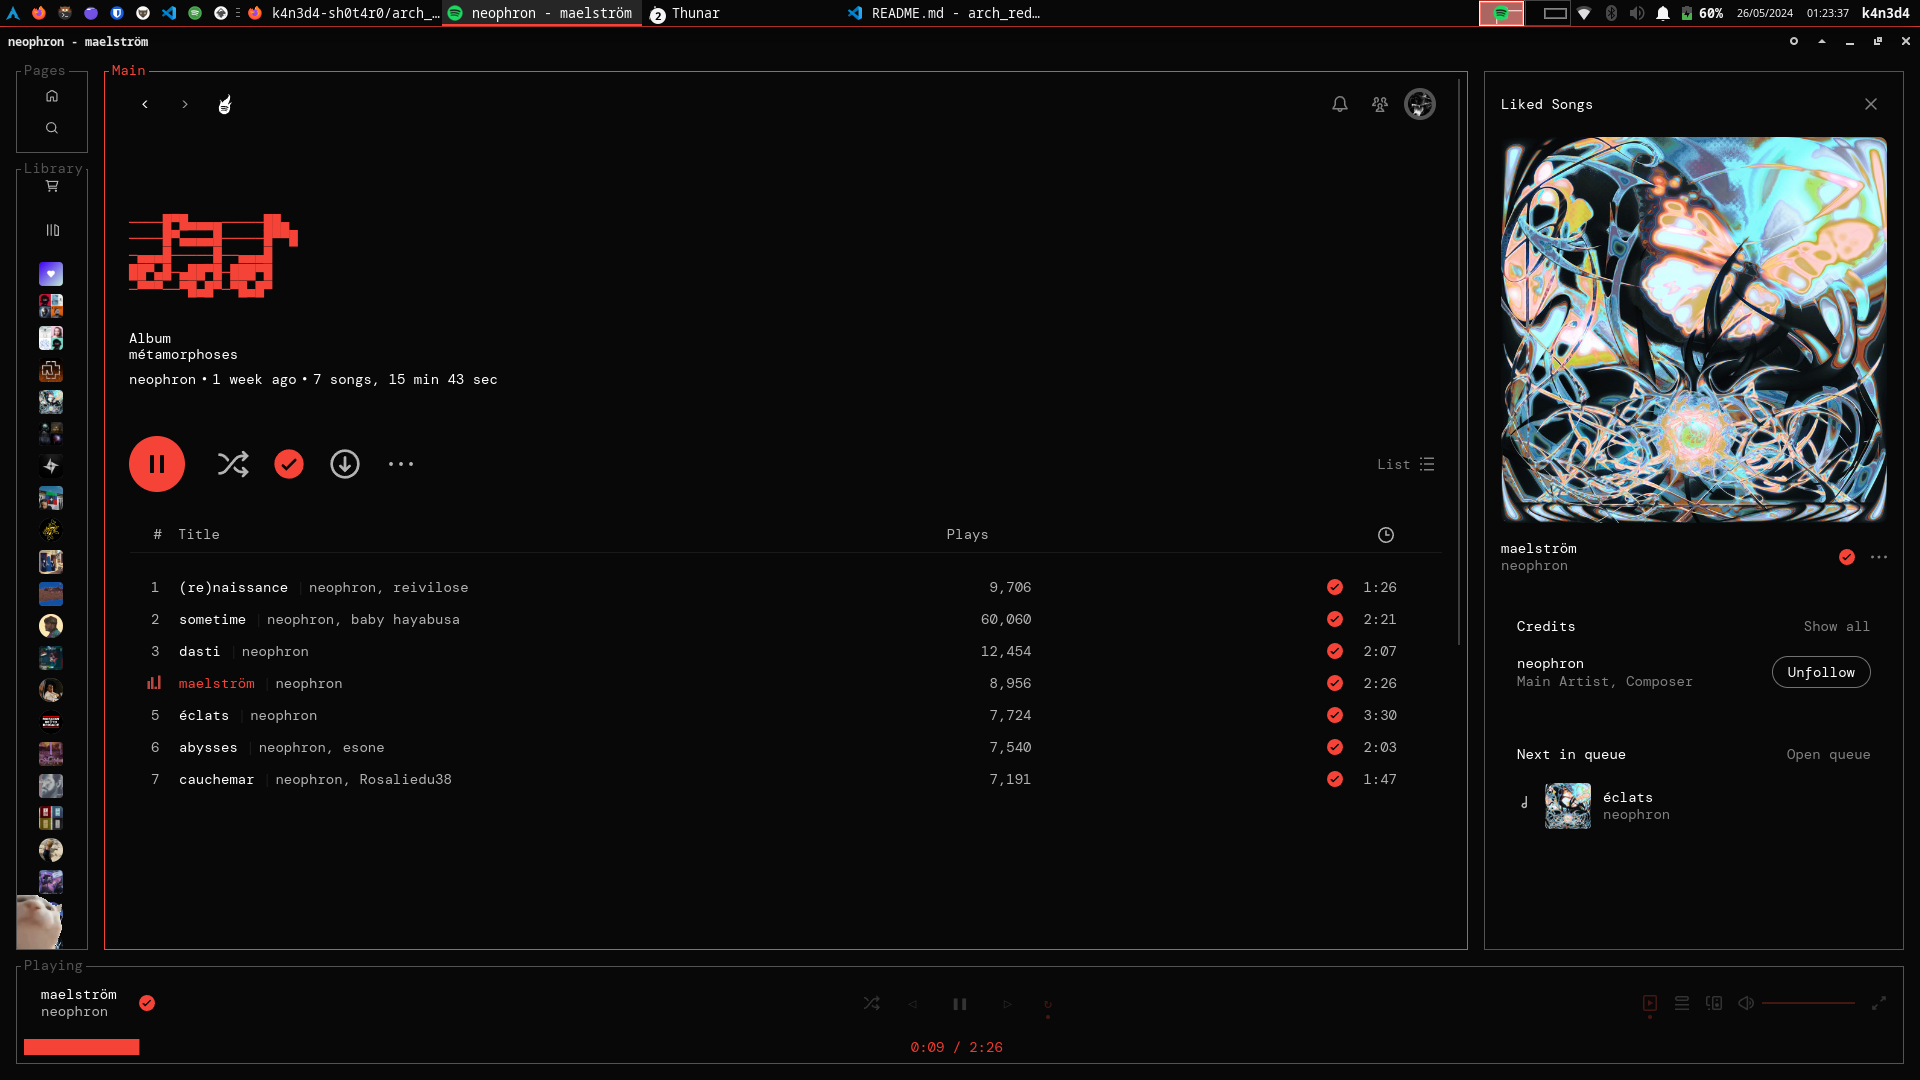 k4n3d4-sh0t4r0/arch_…
neophron - maelström
2 Thunar
README.md - arch_red…
60%
26/05/2024
01:23:37
k4n3d4
neophron - maelström
Pages
Library
Main
Album
métamorphoses
neophron • 1 week ago • 7 songs, 15 min 43 sec
List
# Title Plays
1 (re)naissance neophron, reivilose 9,706 1:26
2 sometime neophron, baby hayabusa 60,060 2:21
3 dasti neophron 12,454 2:07
maelström neophron 8,956 2:26
5 éclats neophron 7,724 3:30
6 abysses neophron, esone 7,540 2:03
7 cauchemar neophron, Rosaliedu38 7,191 1:47
Liked Songs
maelström
neophron
Credits Show all
neophron
Main Artist, Composer
Unfollow
Next in queue Open queue
éclats
neophron
Playing
maelström
neophron
0:09 / 2:26